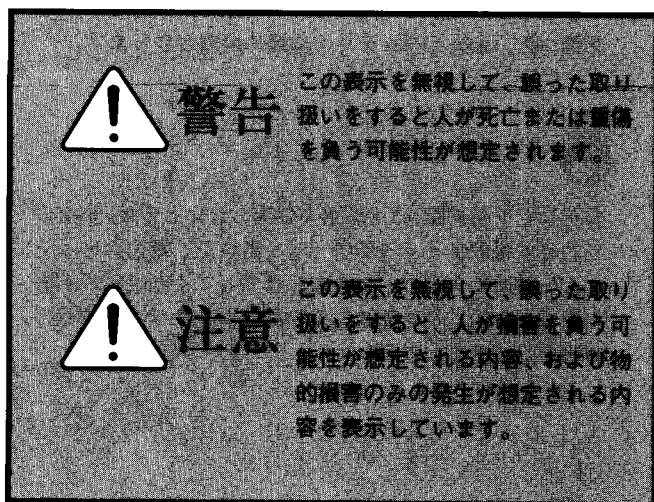 警告
この表示を無視して、誤った取り
扱いをすると人が死亡または重傷
を負う可能性が想定されます。
注意
この表示を無視して、誤った取り
扱いをすると、人が損害を負う可
能性が想定される内容、および物
的損害のみの発生が想定される内
容を表示しています。